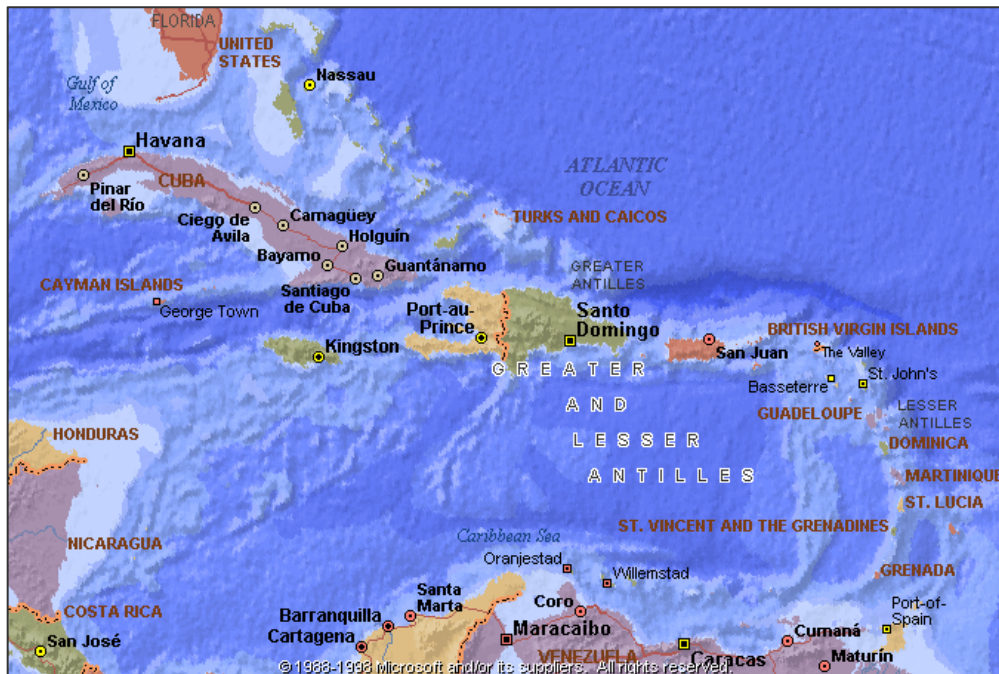 FLORIDA
UNITED
STATES
Gulf of
Mexico
Nassau
Havana
Pinar
del Río
CUBA
Ciego de
Ávila
Camagüey
Holguín
Bayamo
Guantánamo
Santiago
de Cuba
ATLANTIC
OCEAN
TURKS AND CAICOS
CAYMAN ISLANDS
George Town
Kingston
Port-au-
Prince
GREATER
ANTILLES
Santo
Domingo
San Juan
BRITISH VIRGIN ISLANDS
The Valley
Basseterre
St. John's
GUADELOUPE
LESSER
ANTILLES
DOMINICA
MARTINIQUE
ST. LUCIA
ST. VINCENT AND THE GRENADINES
GRENADA
GREATER
AND
LESSER
ANTILLES
HONDURAS
NICARAGUA
COSTA RICA
San José
Caribbean Sea
Oranjestad
Willemstad
Santa
Marta
Barranquilla
Cartagena
Coro
Maracaibo
VENEZUELA
Caracas
Cumaná
Maturín
Port-of-
Spain
© 1988-1998 Microsoft and/or its suppliers. All rights reserved.